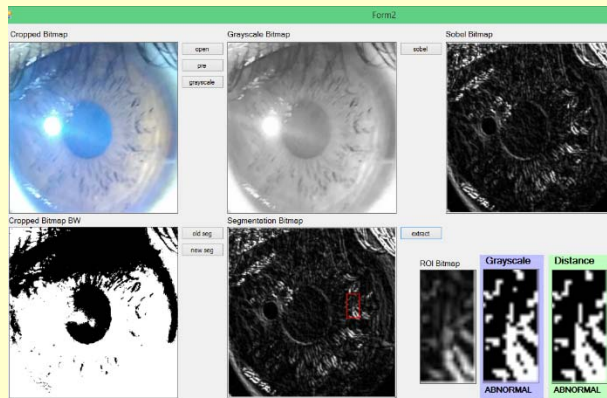 Form2
Cropped Bitmap
Grayscale Bitmap
Sobel Bitmap
open
pre
grayscale
sobel
Cropped Bitmap BW
Segmentation Bitmap
old seg
new seg
extract
ROI Bitmap
Grayscale
Distance
ABNORMAL
ABNORMAL